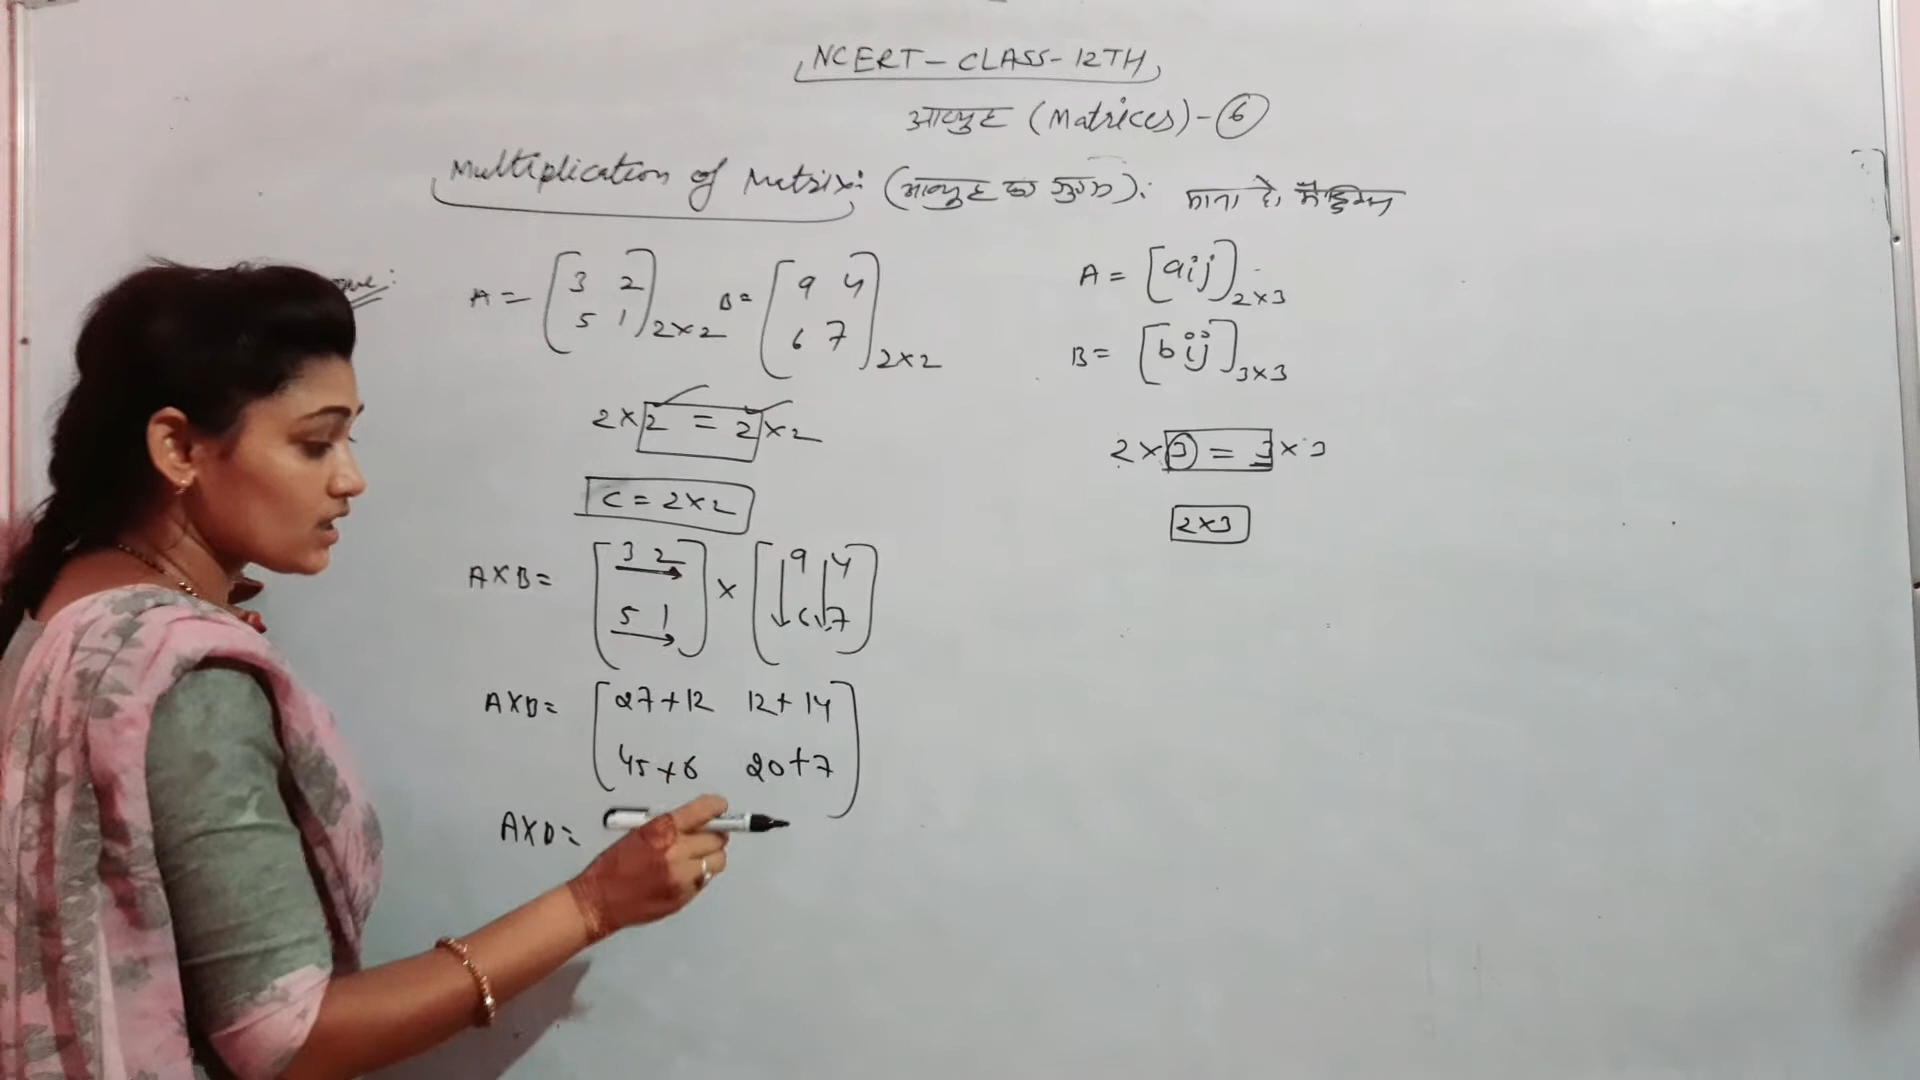 NCERT - CLASS - 12TH
आव्युह (Matrices) - 6
Multiplication of Matrix: (आव्युह का गुणन):
A = [3 2
5 1] 2×2 B = [9 4
6 7] 2×2
2×2 = 2×2
C = 2×2
A×B = [3 2
5 1] × [9 4
6 7]
A×B = [27+12 12+14
45+6 20+7]
A×B =
A = [aij] 2×3
B = [bij] 3×3
2×3 = 3×3
2×3